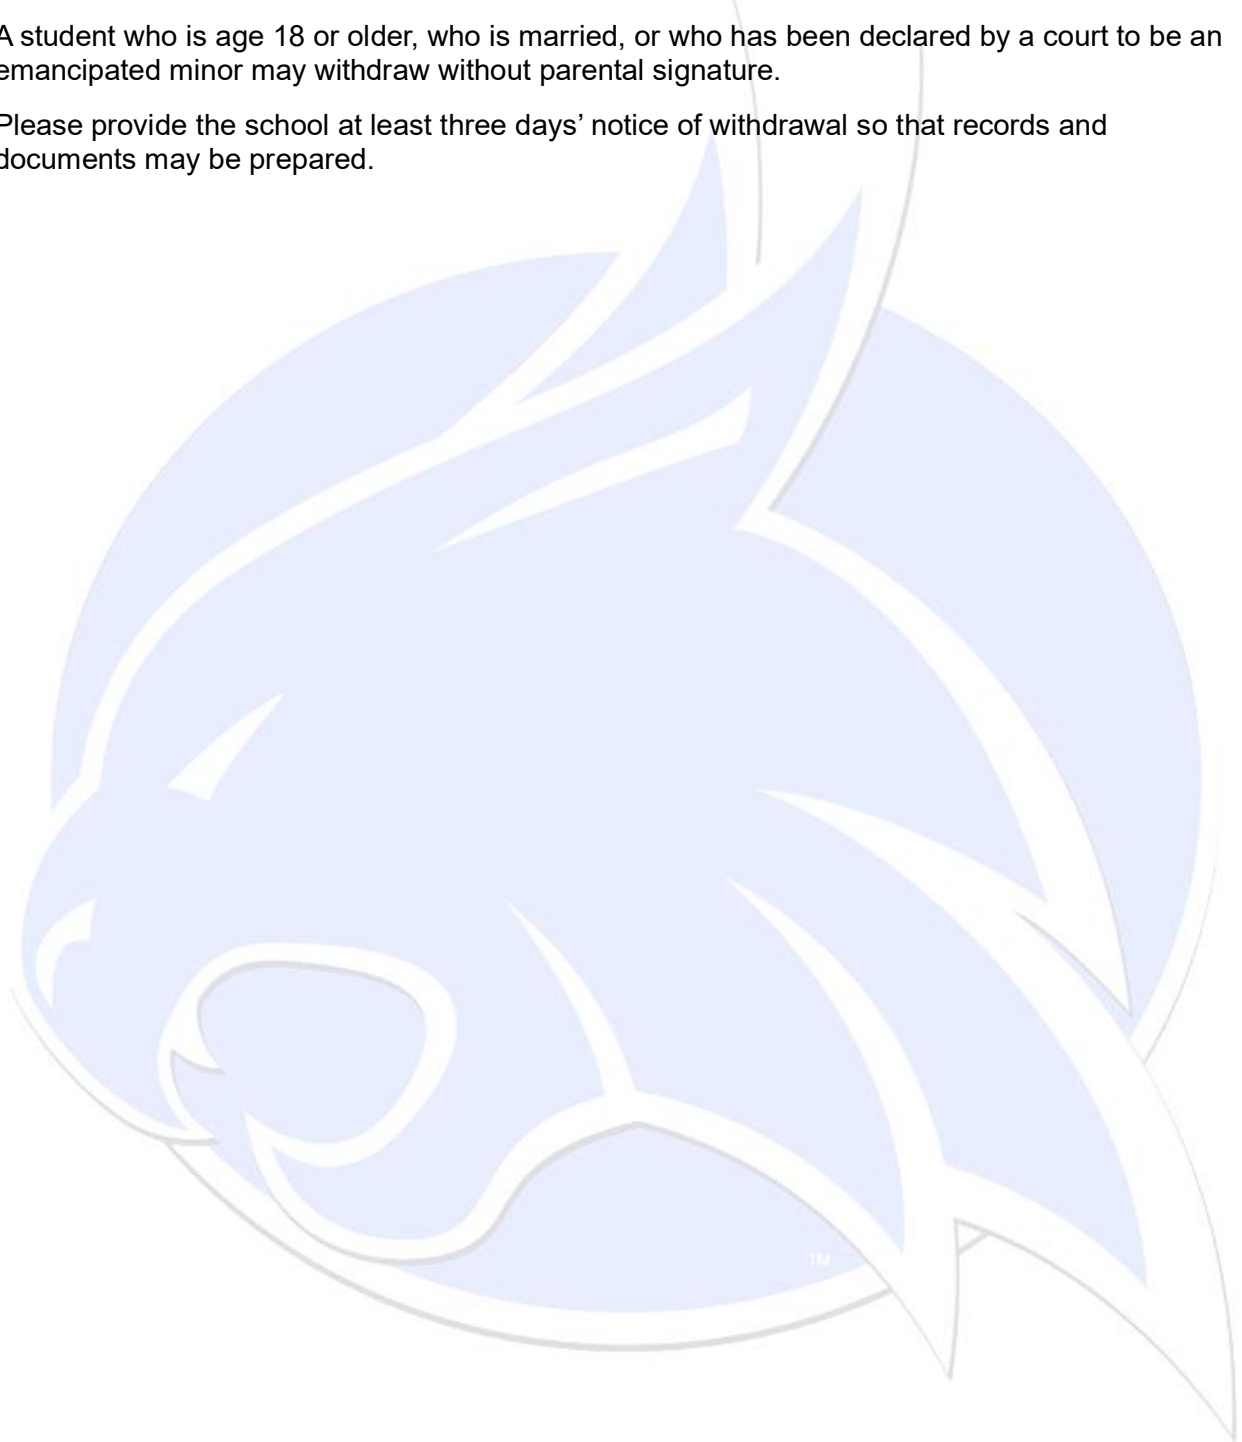 A student who is age 18 or older, who is married, or who has been declared by a court to be an
emancipated minor may withdraw without parental signature.
Please provide the school at least three days’ notice of withdrawal so that records and
documents may be prepared.
TM